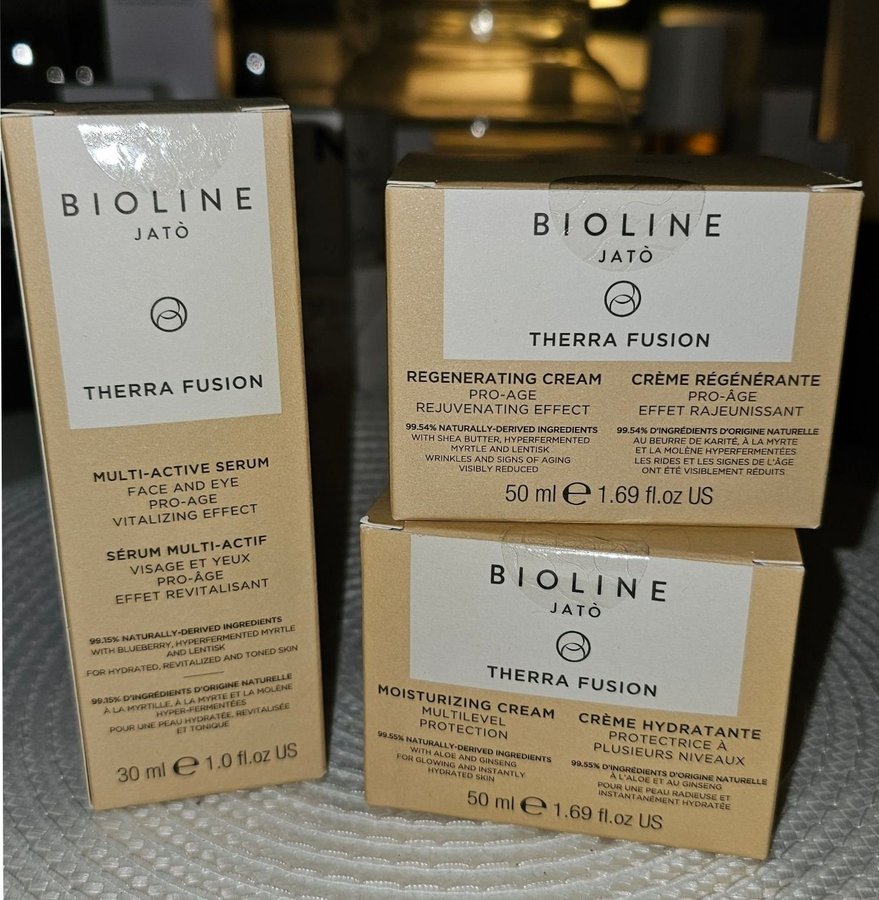 BIOLINE
JATÒ
THERRA FUSION
MULTI-ACTIVE SERUM
FACE AND EYE
PRO-AGE
VITALIZING EFFECT
SÉRUM MULTI-ACTIF
VISAGE ET YEUX
PRO-ÂGE
EFFET REVITALISANT
99.15% NATURALLY-DERIVED INGREDIENTS
WITH BLUEBERRY, HYPERFERMENTED MYRTLE
AND LENTISK
FOR HYDRATED, REVITALIZED AND TONED SKIN
99.15% D'INGRÉDIENTS D'ORIGINE NATURELLE
À LA MYRTILLE, À LA MYRTE ET LA MOLÈNE
HYPER-FERMENTÉES
POUR UNE PEAU HYDRATÉE, REVITALISÉE
ET TONIQUE
30 ml e 1.0 fl.oz US
BIOLINE
JATÒ
THERRA FUSION
REGENERATING CREAM
PRO-AGE
REJUVENATING EFFECT
99.54% NATURALLY-DERIVED INGREDIENTS
WITH SHEA BUTTER, HYPERFERMENTED
MYRTLE AND LENTISK
WRINKLES AND SIGNS OF AGING
VISIBLY REDUCED
CRÈME RÉGÉNÉRANTE
PRO-ÂGE
EFFET RAJEUNISSANT
99.54% D'INGRÉDIENTS D'ORIGINE NATURELLE
AU BEURRE DE KARITÉ, À LA MYRTE
ET LA MOLÈNE HYPERFERMENTÉES
LES RIDES ET LES SIGNES DE L'ÂGE
ONT ÉTÉ VISIBLEMENT RÉDUITS
50 ml e 1.69 fl.oz US
BIOLINE
JATÒ
THERRA FUSION
MOISTURIZING CREAM
MULTILEVEL
PROTECTION
99.55% NATURALLY-DERIVED INGREDIENTS
WITH ALOE AND GINSENG
FOR GLOWING AND INSTANTLY
HYDRATED SKIN
CRÈME HYDRATANTE
PROTECTRICE À
PLUSIEURS NIVEAUX
99.55% D'INGRÉDIENTS D'ORIGINE NATURELLE
À L'ALOE ET AU GINSENG
POUR UNE PEAU RADIEUSE ET
INSTANTANÉMENT HYDRATÉE
50 ml e 1.69 fl.oz US